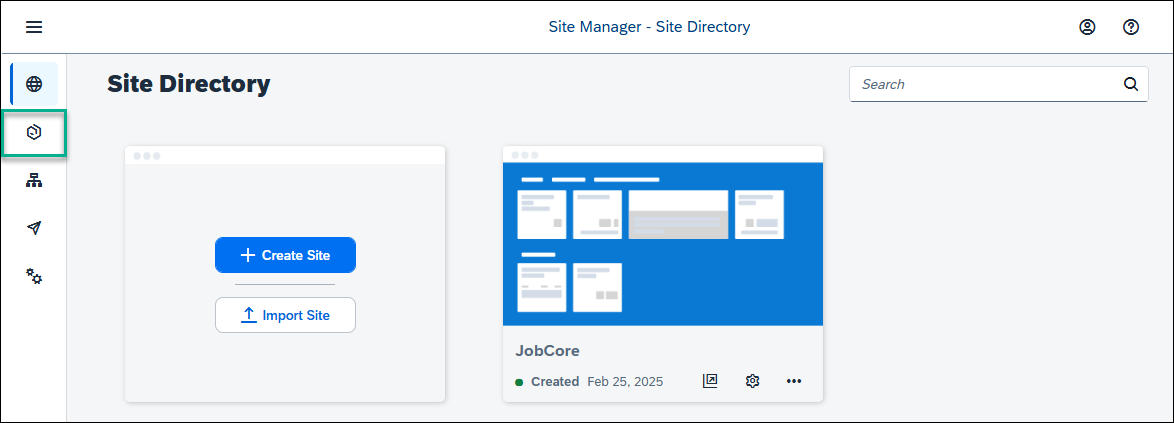 Site Manager - Site Directory
Site Directory
Search
Create Site
Import Site
JobCore
Created Feb 25, 2025